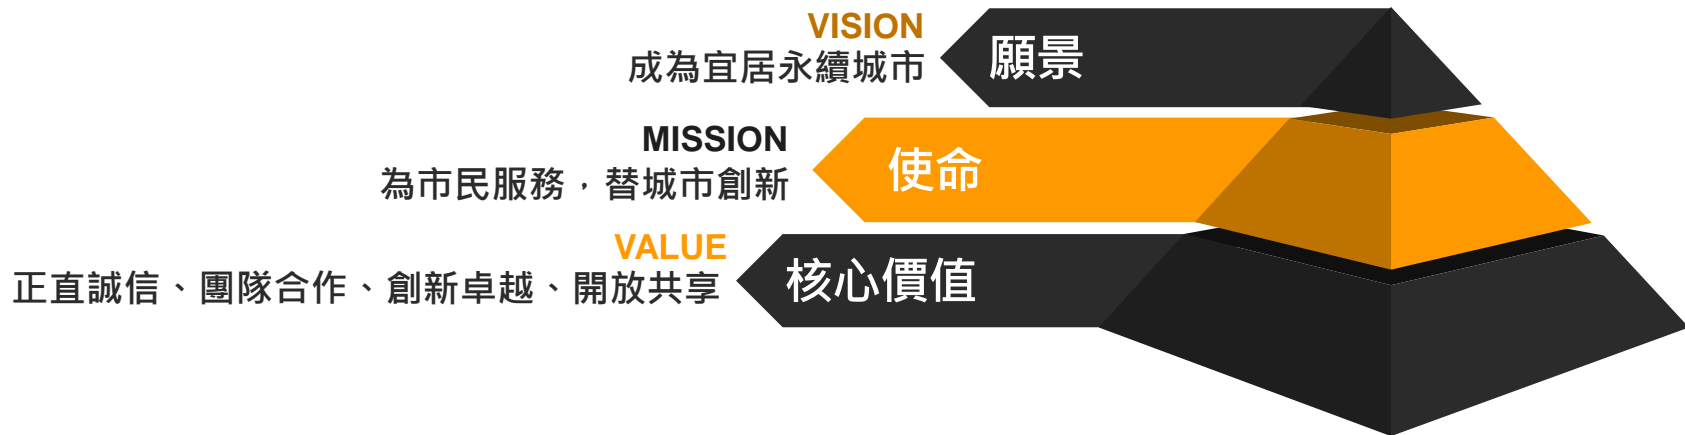 VISION
成為宜居永續城市
願景
MISSION
為市民服務，替城市創新
使命
VALUE
正直誠信、團隊合作、創新卓越、開放共享
核心價值